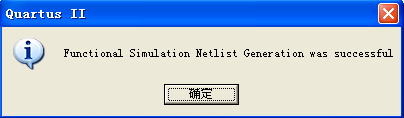 Quartus II
Functional Simulation Netlist Generation was successful
确定